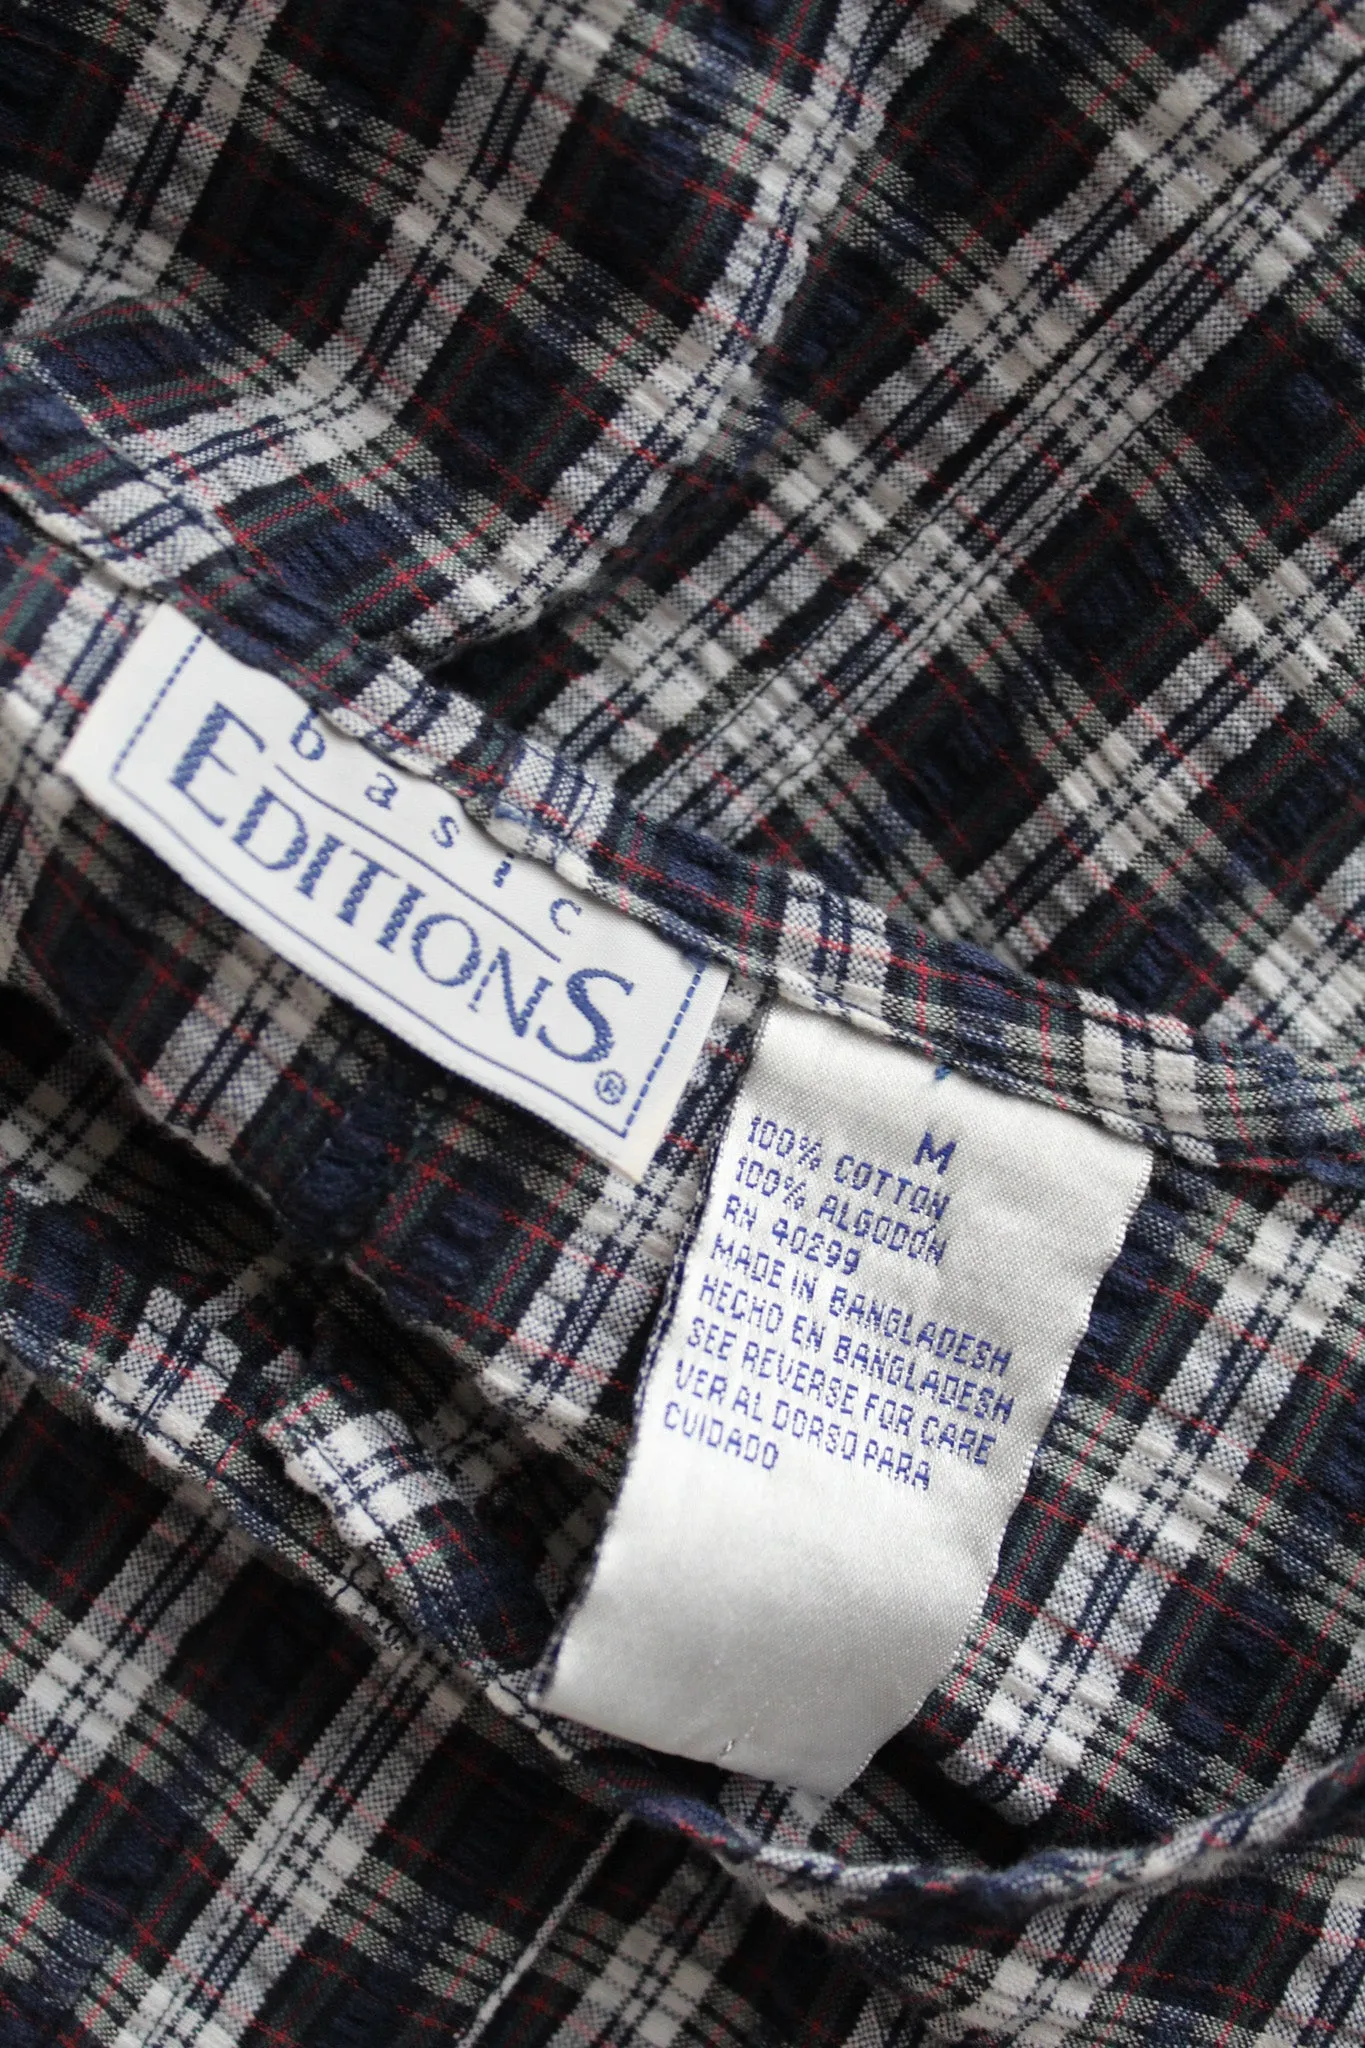 basic
EDITIONS®
M
100% COTTON
100% ALGODÓN
RN 40299
MADE IN BANGLADESH
HECHO EN BANGLADESH
SEE REVERSE FOR CARE
VER AL DORSO PARA
CUIDADO